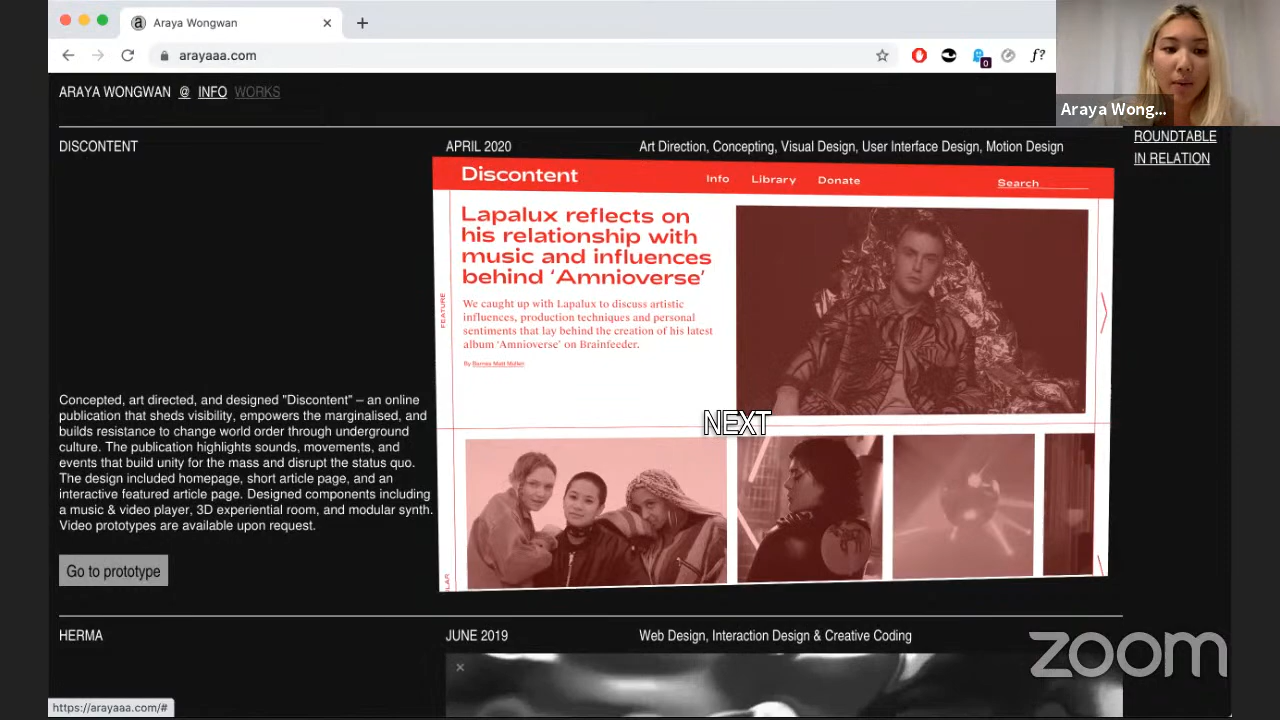 Araya Wongwan
arayaaa.com
0
f?
Araya Wong...
ARAYA WONGWAN @ INFO WORKS
ROUNDTABLE
IN RELATION
DISCONTENT
APRIL 2020
Art Direction, Concepting, Visual Design, User Interface Design, Motion Design
Discontent
Info Library Donate
Search
Lapalux reflects on
his relationship with
music and influences
behind ‘Amnioverse’
FEATURE
We caught up with Lapalux to discuss artistic
influences, production techniques and personal
sentiments that lay behind the creation of his latest
album ‘Amnioverse’ on Brainfeeder.
NEXT
Concepted, art directed, and designed "Discontent" – an online
publication that sheds visibility, empowers the marginalised, and
builds resistance to change world order through underground
culture. The publication highlights sounds, movements, and
events that build unity for the mass and disrupt the status quo.
The design included homepage, short article page, and an
interactive featured article page. Designed components including
a music & video player, 3D experiential room, and modular synth.
Video prototypes are available upon request.
Go to prototype
HERMA
JUNE 2019
Web Design, Interaction Design & Creative Coding
zoom
https://arayaaa.com/#